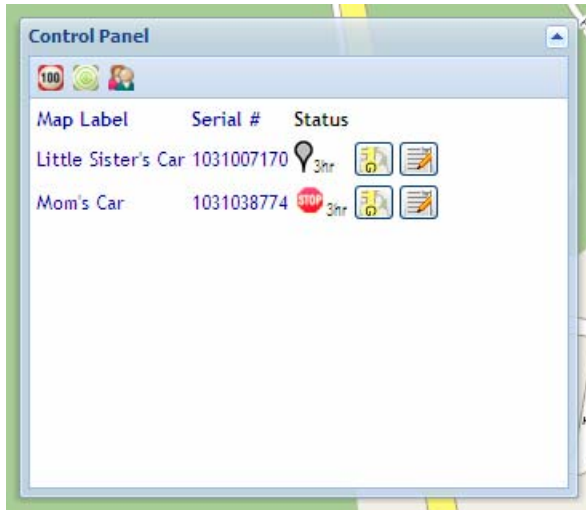 Control Panel
100
Map Label Serial # Status
Little Sister's Car 1031007170 3hr
Mom's Car 1031038774 STOP 3hr